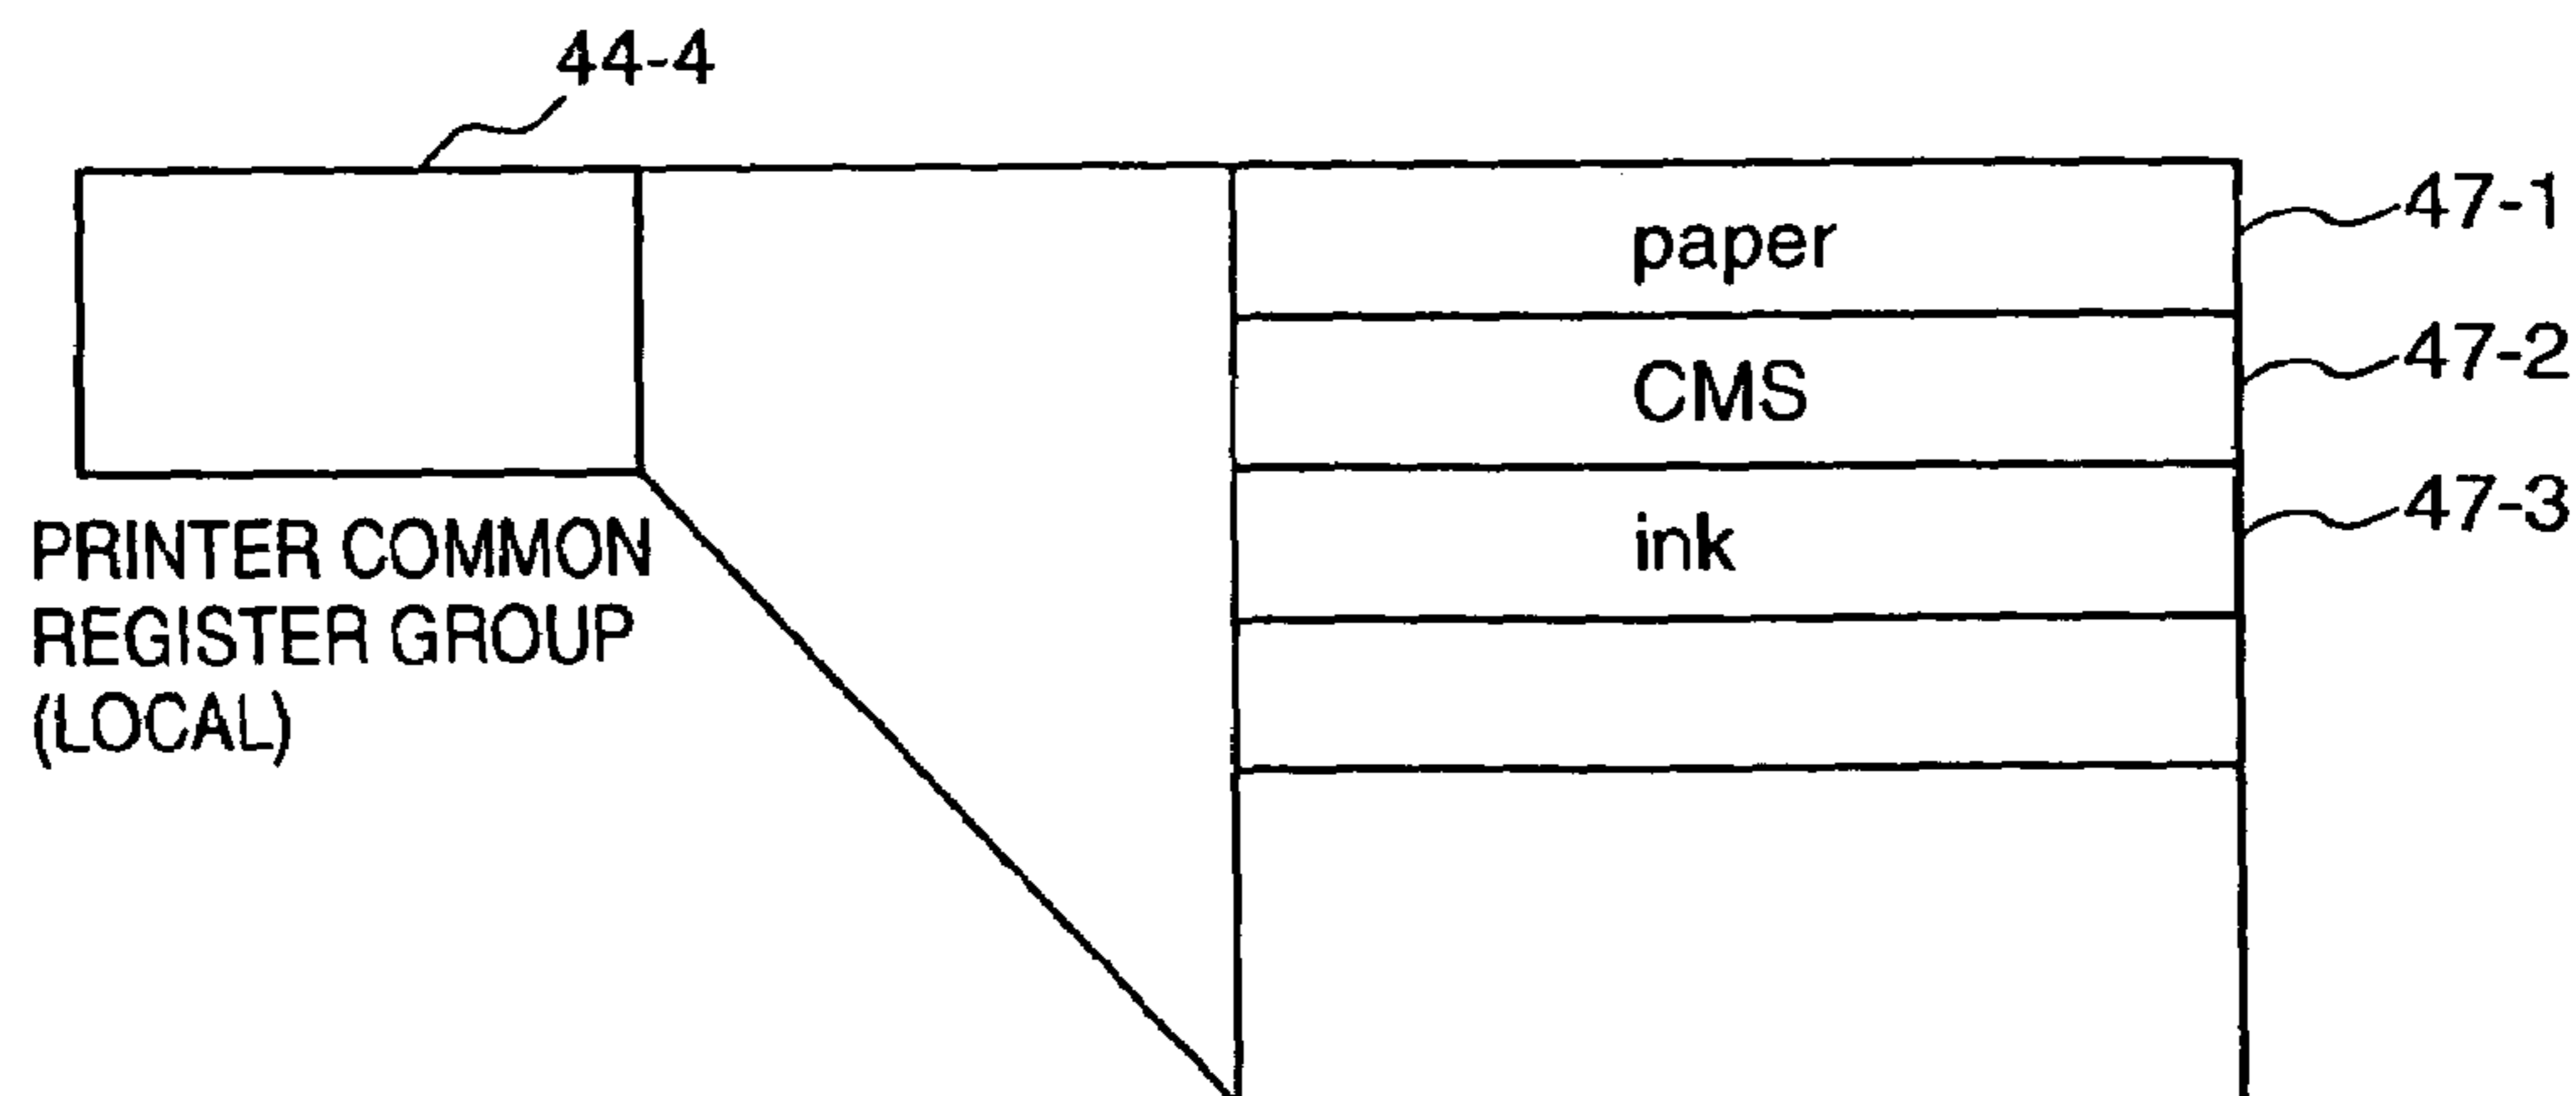 44-4
paper
47-1
CMS
47-2
ink
47-3
PRINTER COMMON
REGISTER GROUP
(LOCAL)